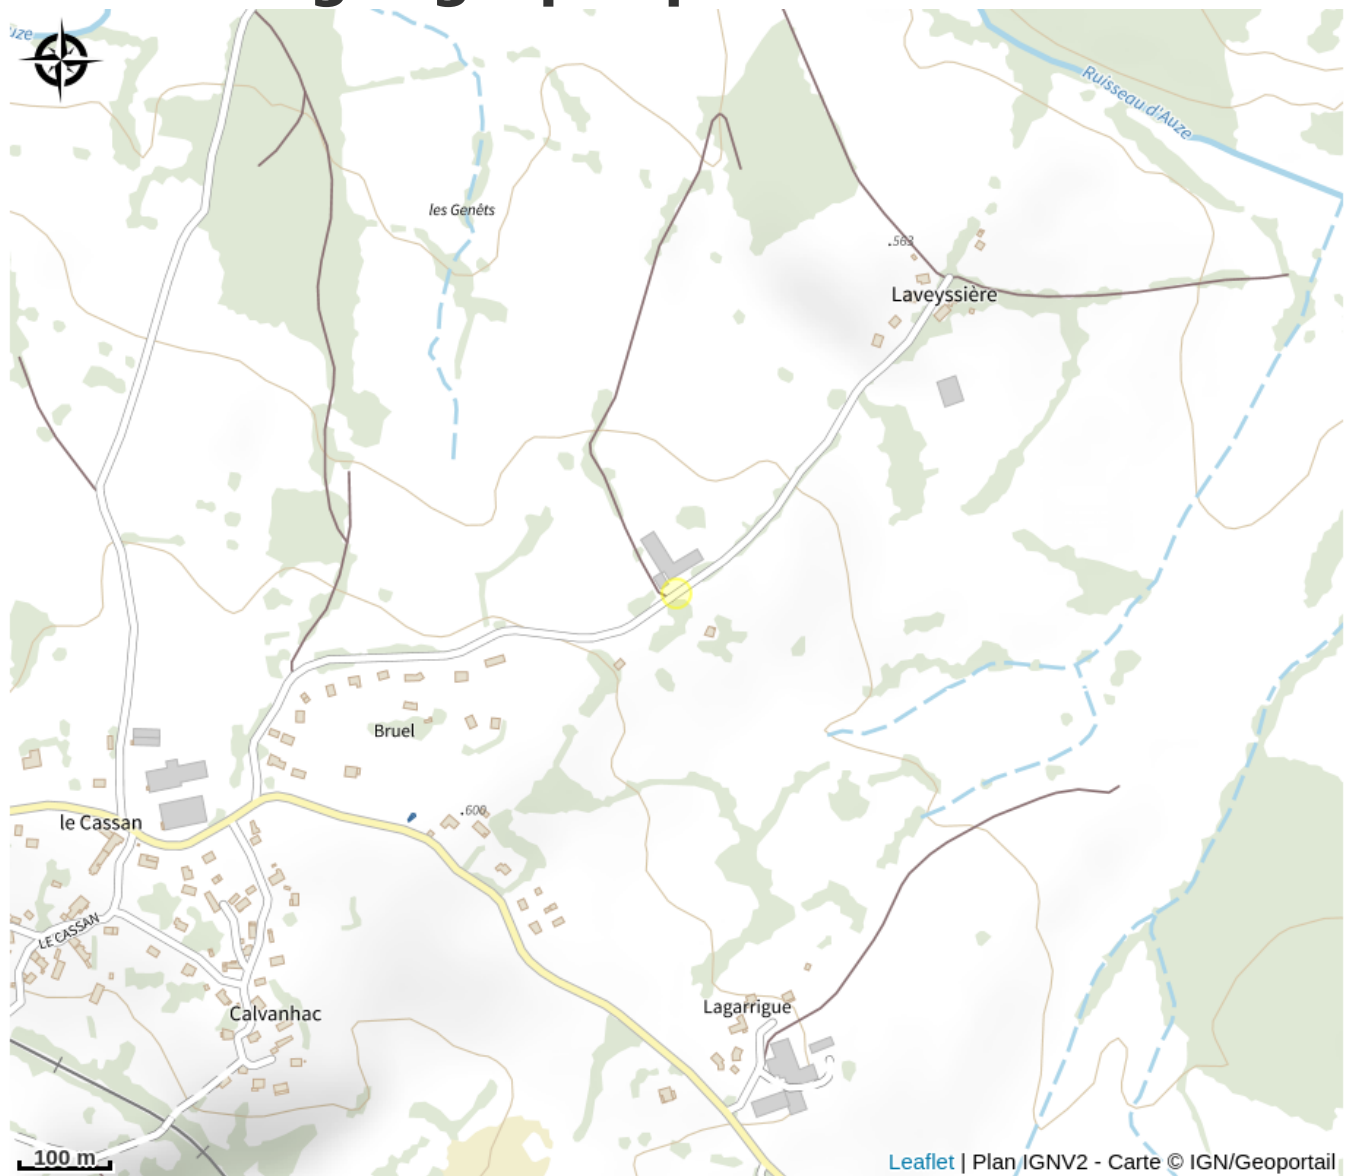 uze
Ruisseau d'Auze
les Genêts
.563
Laveyssière
Bruel
.600
le Cassan
LE CASSAN
Lagarrigue
Calvanhac
100 m
Leaflet | Plan IGNV2 - Carte © IGN/Geoportail